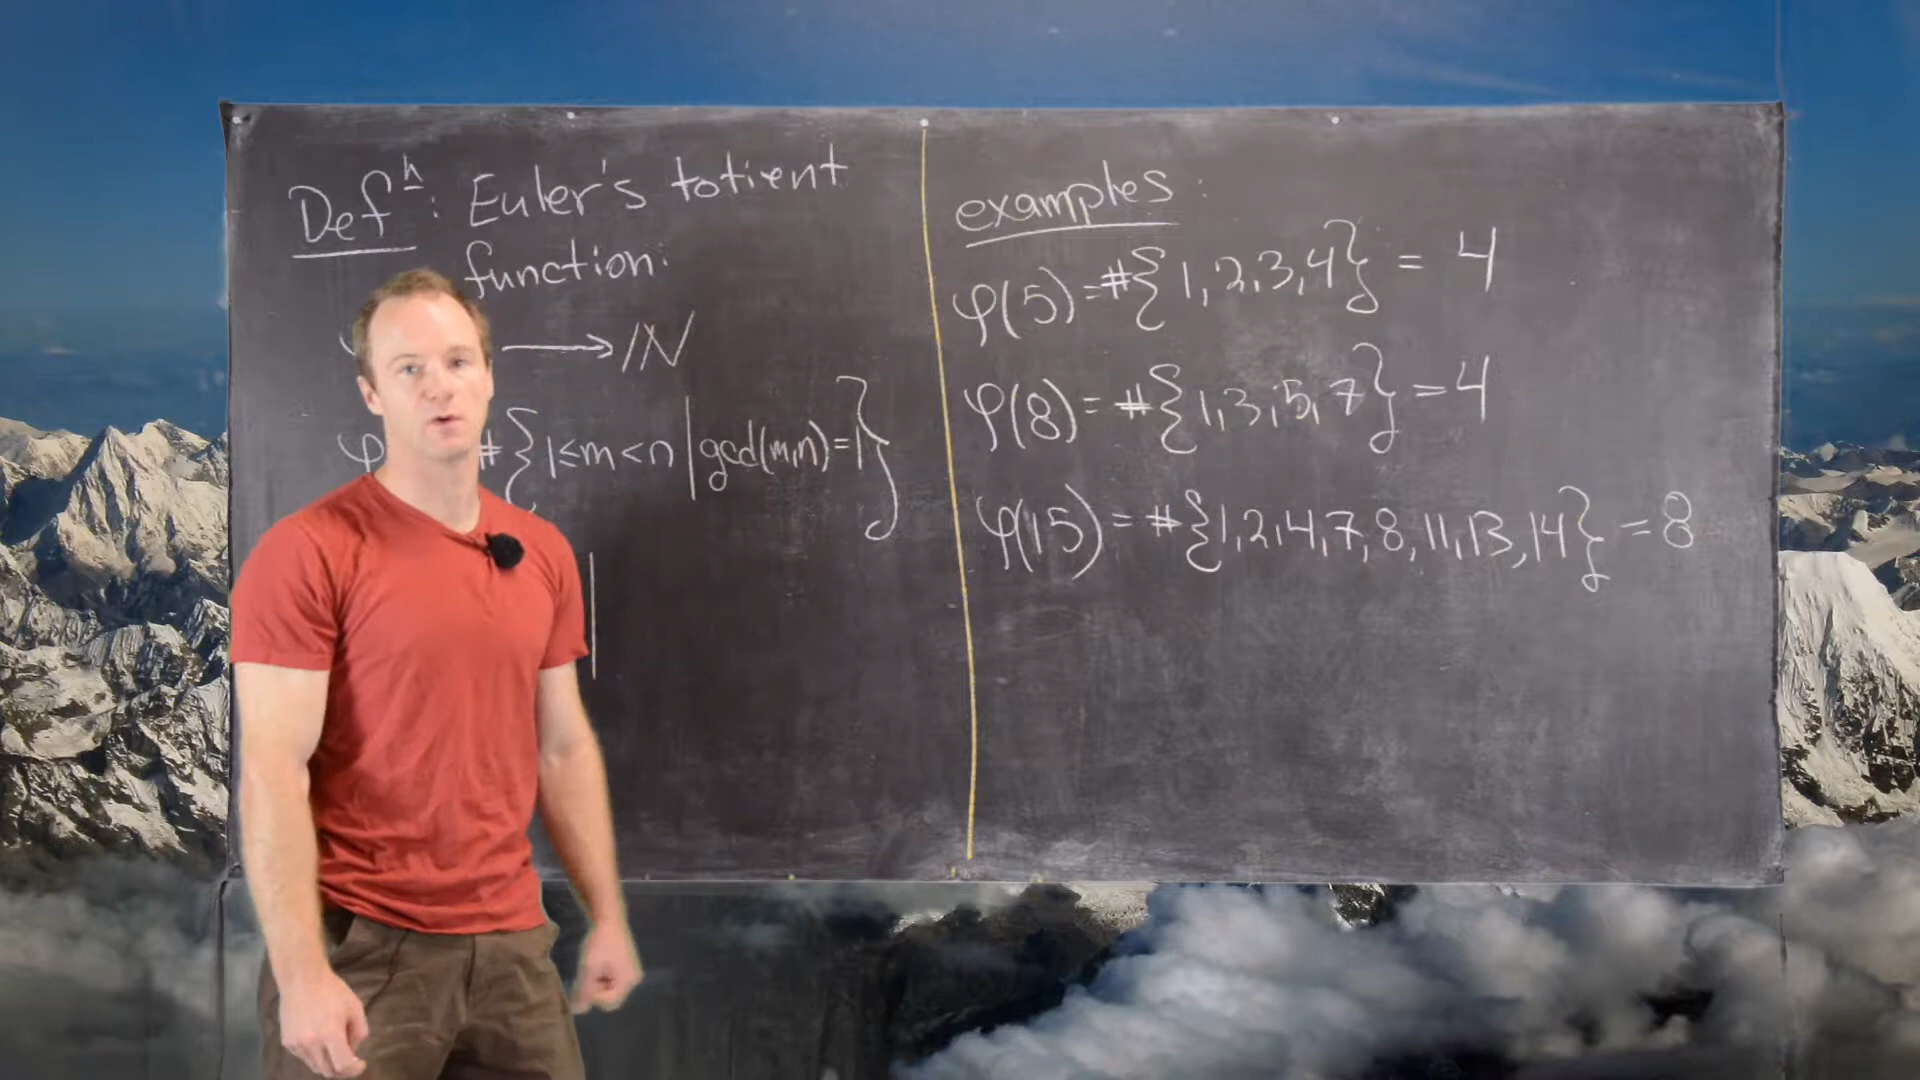 Defⁿ: Euler's totient
function:
φ → ℕ
φ #{1≤m<n | gcd(m,n)=1}
examples:
φ(5)=#{1,2,3,4} = 4
φ(8)=#{1,3,5,7} = 4
φ(15)=#{1,2,4,7,8,11,13,14} = 8